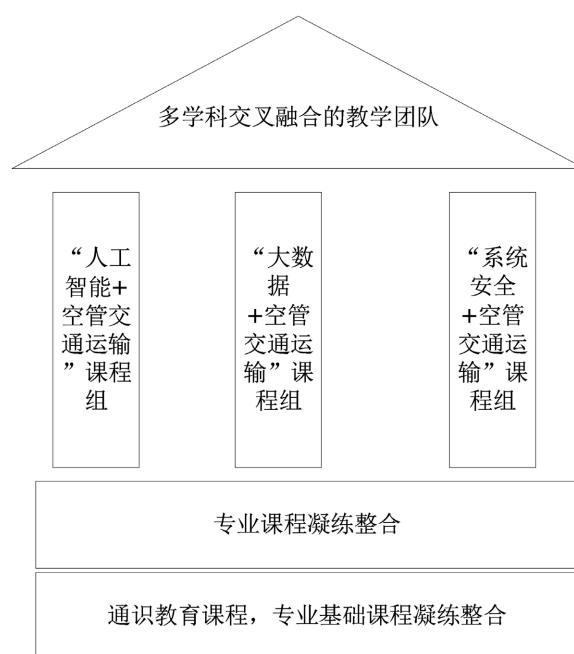 多学科交叉融合的教学团队
“人工
智能+
空管交
通运输
”课程
组
“大数
据
+空管
交通运
输”课
程组
“系统
安全
+空管
交通运
输”课
程组
专业课程凝练整合
通识教育课程，专业基础课程凝练整合